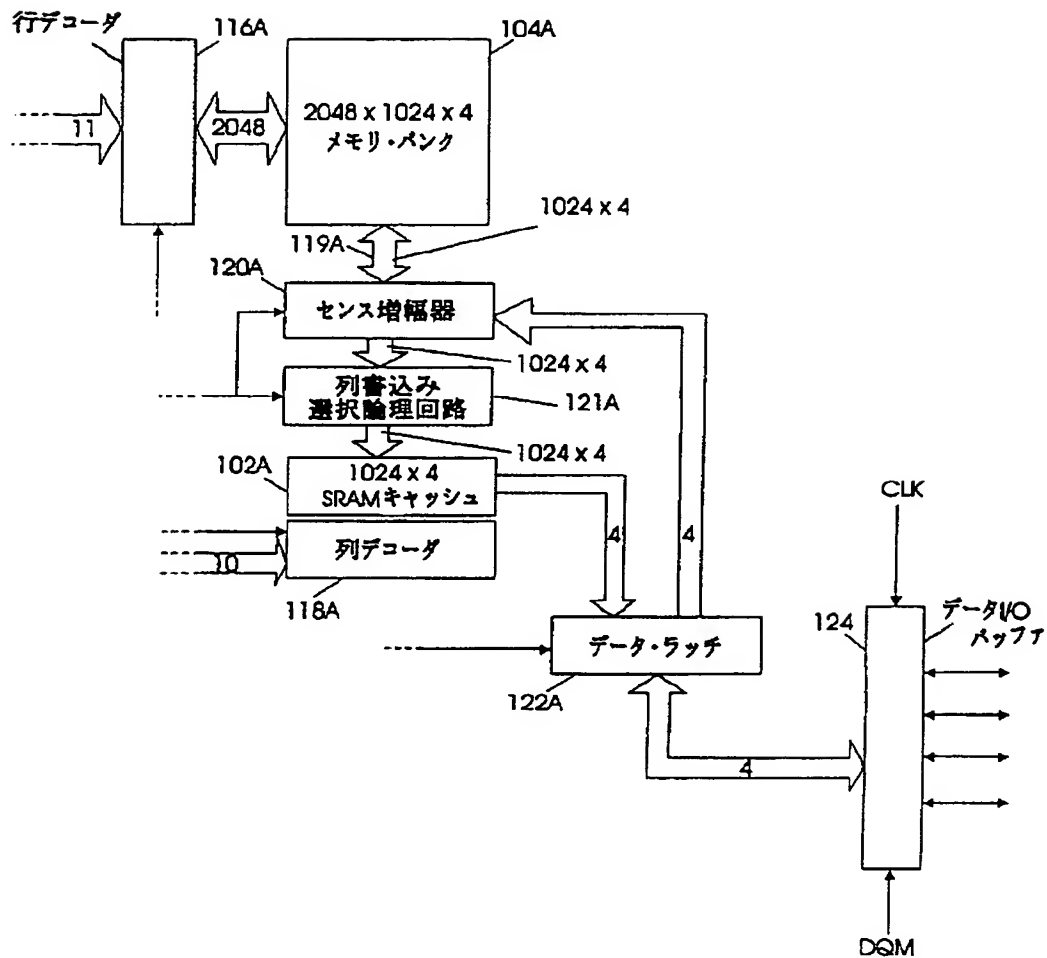 行デコーダ
116A
104A
11
2048
2048 x 1024 x 4
メモリ・バンク
1024 x 4
119A
120A
センス増幅器
1024 x 4
列書込み
選択論理回路
121A
1024 x 4
102A
1024 x 4
SRAMキャッシュ
4
4
CLK
10
列デコーダ
118A
データI/O
バッファ
124
データ・ラッチ
122A
4
DQM